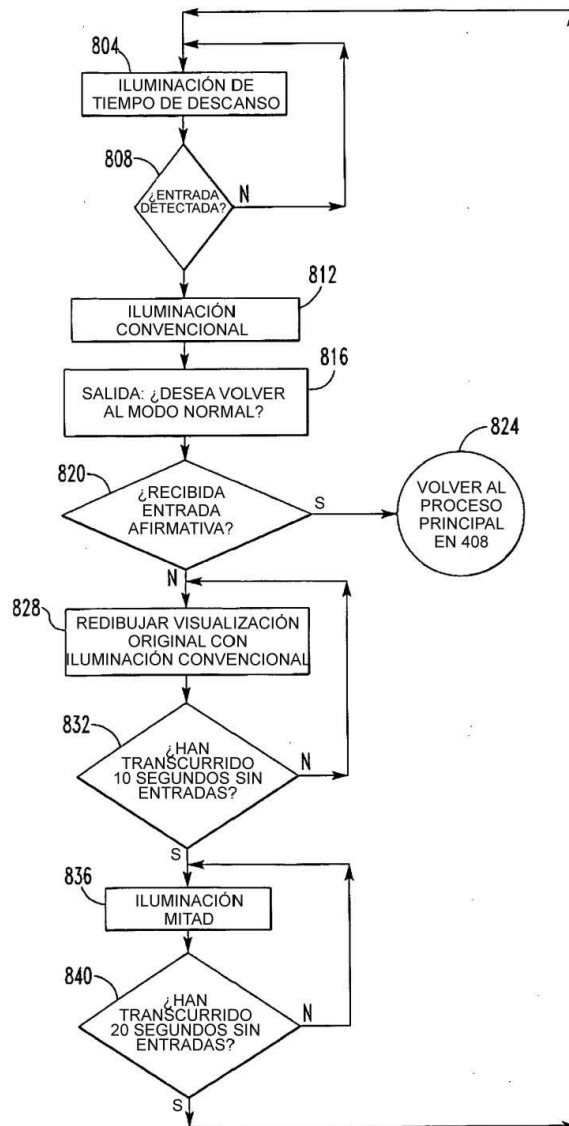 804
ILUMINACIÓN DE
TIEMPO DE DESCANSO
808
¿ENTRADA
DETECTADA?
N
812
ILUMINACIÓN
CONVENCIONAL
816
SALIDA: ¿DESEA VOLVER
AL MODO NORMAL?
820
¿RECIBIDA
ENTRADA
AFIRMATIVA?
S
824
VOLVER AL
PROCESO
PRINCIPAL
EN 408
N
828
REDIBUJAR VISUALIZACIÓN
ORIGINAL CON
ILUMINACIÓN CONVENCIONAL
832
¿HAN
TRANSCURRIDO
10 SEGUNDOS SIN
ENTRADAS?
N
S
836
ILUMINACIÓN
MITAD
840
¿HAN
TRANSCURRIDO
20 SEGUNDOS SIN
ENTRADAS?
N
S